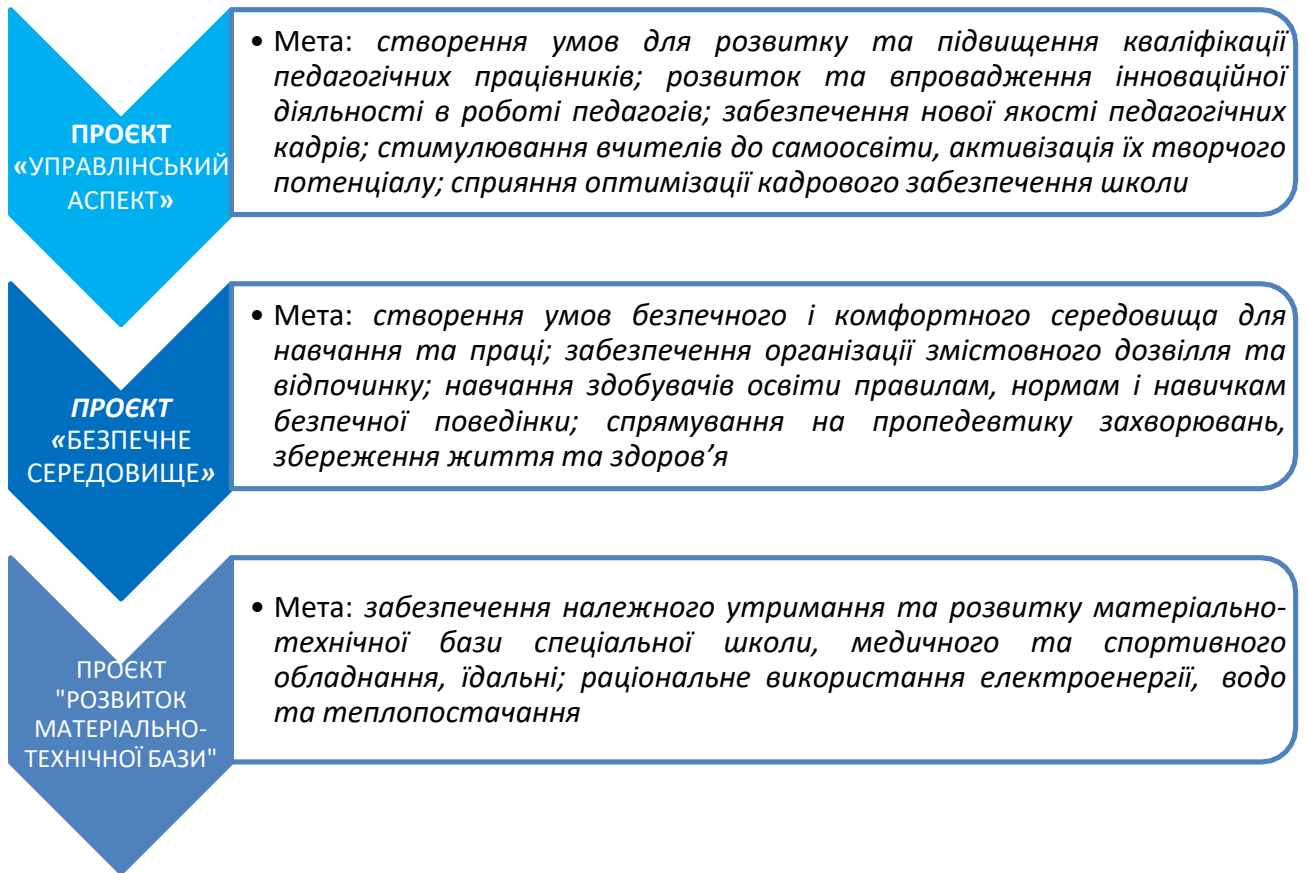 ПРОЄКТ
«УПРАВЛІНСЬКИЙ
АСПЕКТ»
• Мета: створення умов для розвитку та підвищення кваліфікації
педагогічних працівників; розвиток та впровадження інноваційної
діяльності в роботі педагогів; забезпечення нової якості педагогічних
кадрів; стимулювання вчителів до самоосвіти, активізація їх творчого
потенціалу; сприяння оптимізації кадрового забезпечення школи
ПРОЄКТ
«БЕЗПЕЧНЕ
СЕРЕДОВИЩЕ»
• Мета: створення умов безпечного і комфортного середовища для
навчання та праці; забезпечення організації змістовного дозвілля та
відпочинку; навчання здобувачів освіти правилам, нормам і навичкам
безпечної поведінки; спрямування на пропедевтику захворювань,
збереження життя та здоров’я
ПРОЄКТ
"РОЗВИТОК
МАТЕРІАЛЬНО-
ТЕХНІЧНОЇ БАЗИ"
• Мета: забезпечення належного утримання та розвитку матеріально-
технічної бази спеціальної школи, медичного та спортивного
обладнання, їдальні; раціональне використання електроенергії, водо
та теплопостачання